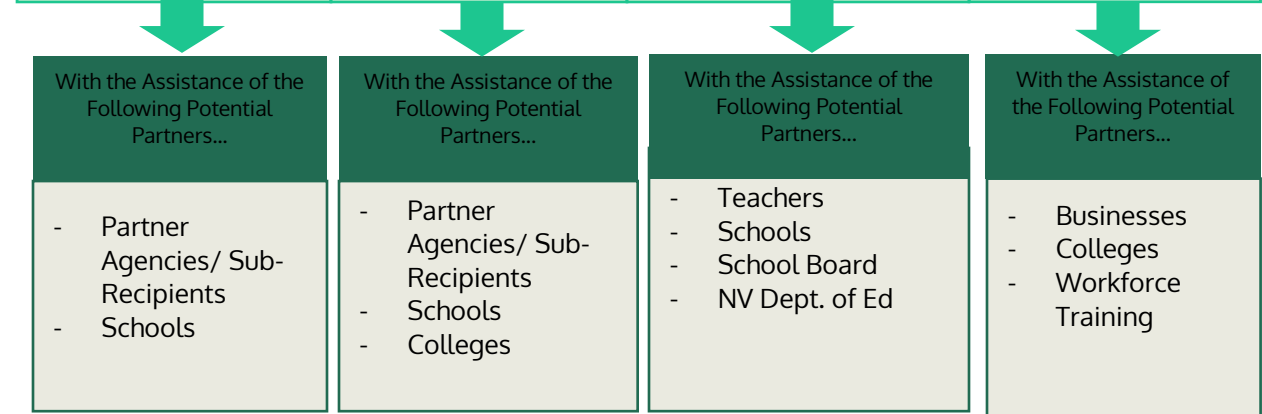 With the Assistance of the
Following Potential
Partners...
- Partner
Agencies/ Sub-
Recipients
- Schools
With the Assistance of the
Following Potential
Partners...
- Partner
Agencies/ Sub-
Recipients
- Schools
- Colleges
With the Assistance of the
Following Potential
Partners...
- Teachers
- Schools
- School Board
- NV Dept. of Ed
With the Assistance of
the Following Potential
Partners...
- Businesses
- Colleges
- Workforce
Training